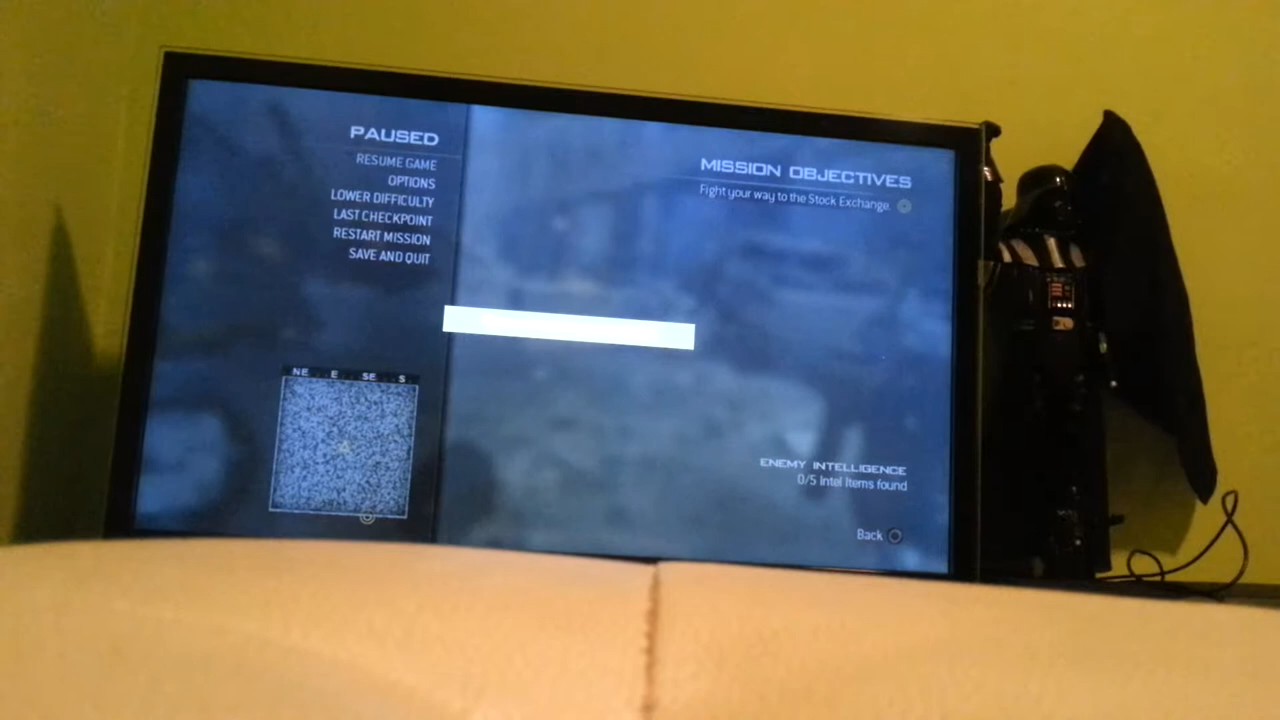 PAUSED
RESUME GAME
OPTIONS
LOWER DIFFICULTY
LAST CHECKPOINT
RESTART MISSION
SAVE AND QUIT
MISSION OBJECTIVES
Fight your way to the Stock Exchange.
NE E SE S
ENEMY INTELLIGENCE
0/5 Intel Items found
Back